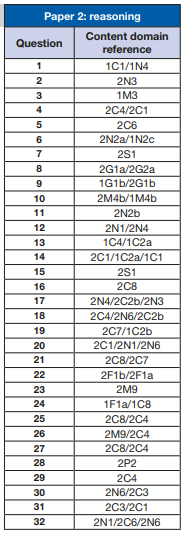 Paper 2: reasoning
Question Content domain reference
1 1C1/1N4
2 2N3
3 1M3
4 2C4/2C1
5 2C6
6 2N2a/1N2c
7 2S1
8 2G1a/2G2a
9 1G1b/2G1b
10 2M4b/1M4b
11 2N2b
12 2N1/2N4
13 1C4/1C2a
14 2C1/1C2a/1C1
15 2S1
16 2C8
17 2N4/2C2b/2N3
18 2C4/2N6/2C2b
19 2C7/1C2b
20 2C1/2N1/2N6
21 2C8/2C7
22 2F1b/2F1a
23 2M9
24 1F1a/1C8
25 2C8/2C4
26 2M9/2C4
27 2C8/2C4
28 2P2
29 2C4
30 2N6/2C3
31 2C3/2C1
32 2N1/2C6/2N6